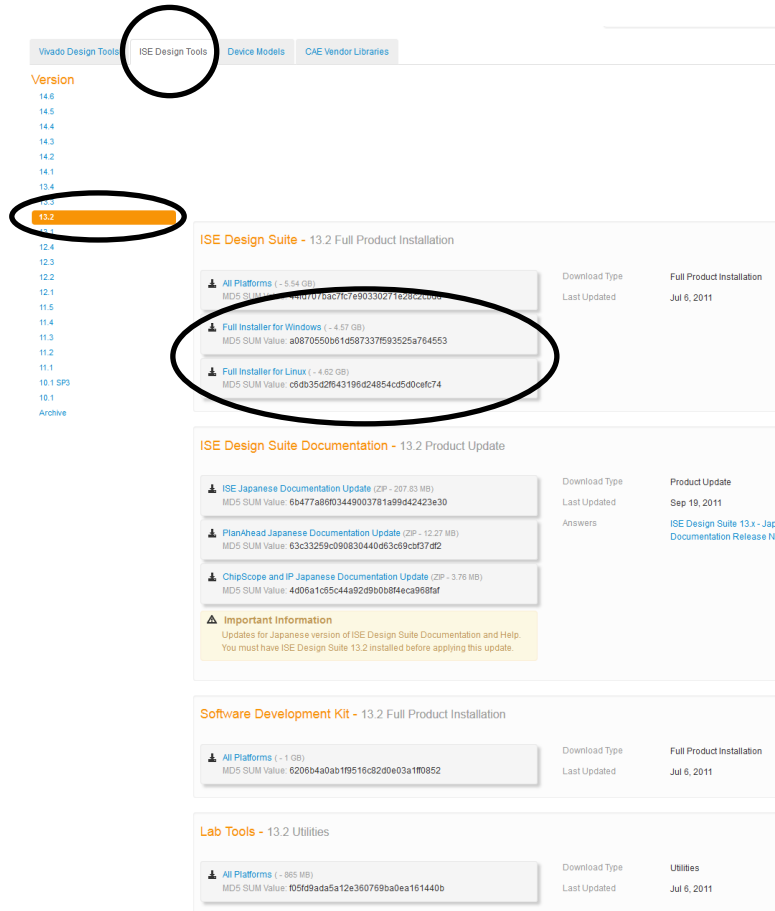 Vivado Design Tools
ISE Design Tools
Device Models
CAE Vendor Libraries
Version
14.6
14.5
14.4
14.3
14.2
14.1
13.4
13.3
13.2
13.1
12.4
12.3
12.2
12.1
11.5
11.4
11.3
11.2
11.1
10.1 SP3
10.1
Archive
ISE Design Suite - 13.2 Full Product Installation
All Platforms ( - 5.54 GB)
MD5 SUM Value:
Full Installer for Windows ( - 4.57 GB)
MD5 SUM Value: a0870550b61d587337f593525a764553
Full Installer for Linux ( - 4.62 GB)
MD5 SUM Value: c6db35d2f643196d24854cd5d0cefc74
Download Type Full Product Installation
Last Updated Jul 6, 2011
ISE Design Suite Documentation - 13.2 Product Update
ISE Japanese Documentation Update (ZIP - 207.83 MB)
MD5 SUM Value: 6b477a86f03449003781a99d42423e30
PlanAhead Japanese Documentation Update (ZIP - 12.27 MB)
MD5 SUM Value: 63c33259c090830440d63c69cbf37df2
ChipScope and IP Japanese Documentation Update (ZIP - 3.76 MB)
MD5 SUM Value: 4d06a1c65c44a92d9b0b8f4eca968faf
Important Information
Updates for Japanese version of ISE Design Suite Documentation and Help.
You must have ISE Design Suite 13.2 installed before applying this update.
Download Type Product Update
Last Updated Sep 19, 2011
Answers ISE Design Suite 13.x - Jap
Documentation Release N
Software Development Kit - 13.2 Full Product Installation
All Platforms ( - 1 GB)
MD5 SUM Value: 6206b4a0ab1f9516c82d0e03a1ff0852
Download Type Full Product Installation
Last Updated Jul 6, 2011
Lab Tools - 13.2 Utilities
All Platforms ( - 865 MB)
MD5 SUM Value: f05fd9ada5a12e360769ba0ea161440b
Download Type Utilities
Last Updated Jul 6, 2011